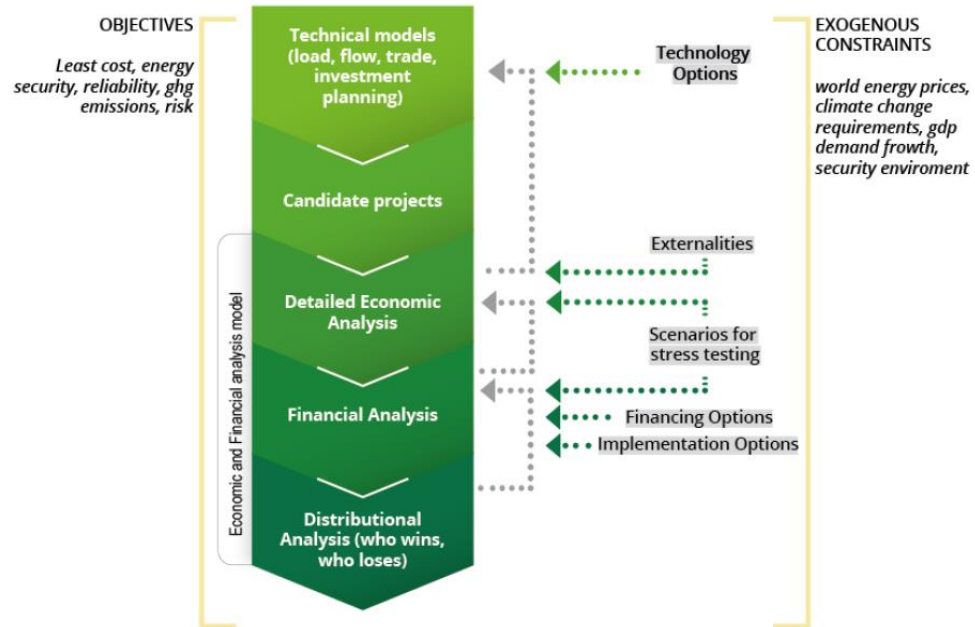 OBJECTIVES
Least cost, energy
security, reliability, ghg
emissions, risk
Technical models
(load, flow, trade,
investment
planning)
Candidate projects
Detailed Economic
Analysis
Financial Analysis
Distributional
Analysis (who wins,
who loses)
Economic and Financial analysis model
Technology
Options
Externalities
Scenarios for
stress testing
Financing Options
Implementation Options
EXOGENOUS
CONSTRAINTS
world energy prices,
climate change
requirements, gdp
demand frowth,
security enviroment